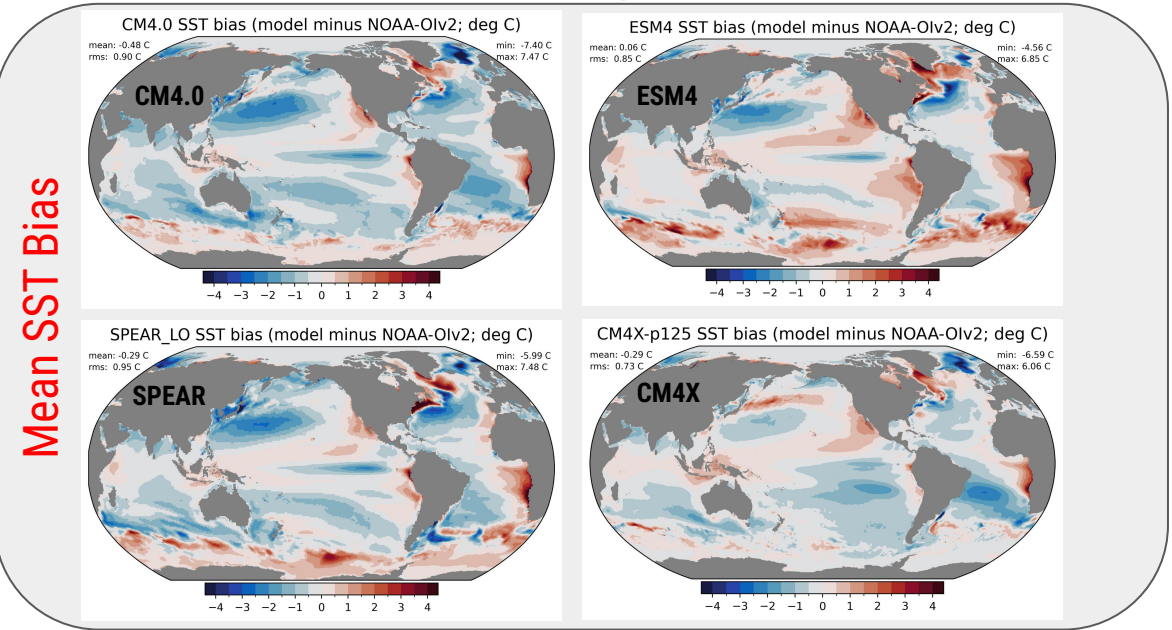 Mean SST Bias
CM4.0 SST bias (model minus NOAA-OIv2; deg C)
mean: -0.48 C
rms: 0.90 C
min: -7.40 C
max: 7.47 C
CM4.0
−4 −3 −2 −1 0 1 2 3 4
ESM4 SST bias (model minus NOAA-OIv2; deg C)
mean: 0.06 C
rms: 0.85 C
min: -4.56 C
max: 6.85 C
ESM4
−4 −3 −2 −1 0 1 2 3 4
SPEAR_LO SST bias (model minus NOAA-OIv2; deg C)
mean: -0.29 C
rms: 0.95 C
min: -5.99 C
max: 7.48 C
SPEAR
−4 −3 −2 −1 0 1 2 3 4
CM4X-p125 SST bias (model minus NOAA-OIv2; deg C)
mean: -0.29 C
rms: 0.73 C
min: -6.59 C
max: 6.06 C
CM4X
−4 −3 −2 −1 0 1 2 3 4